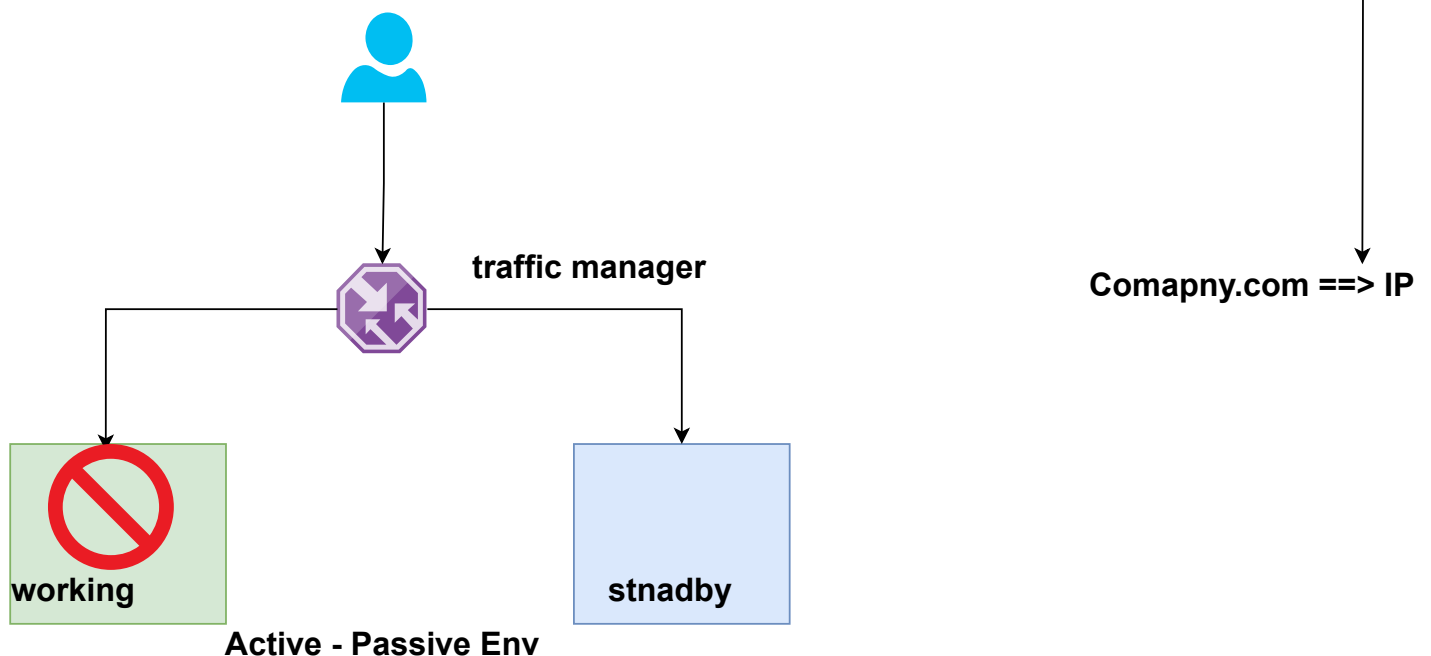 traffic manager
Comapny.com ==> IP
working
stnadby
Active - Passive Env